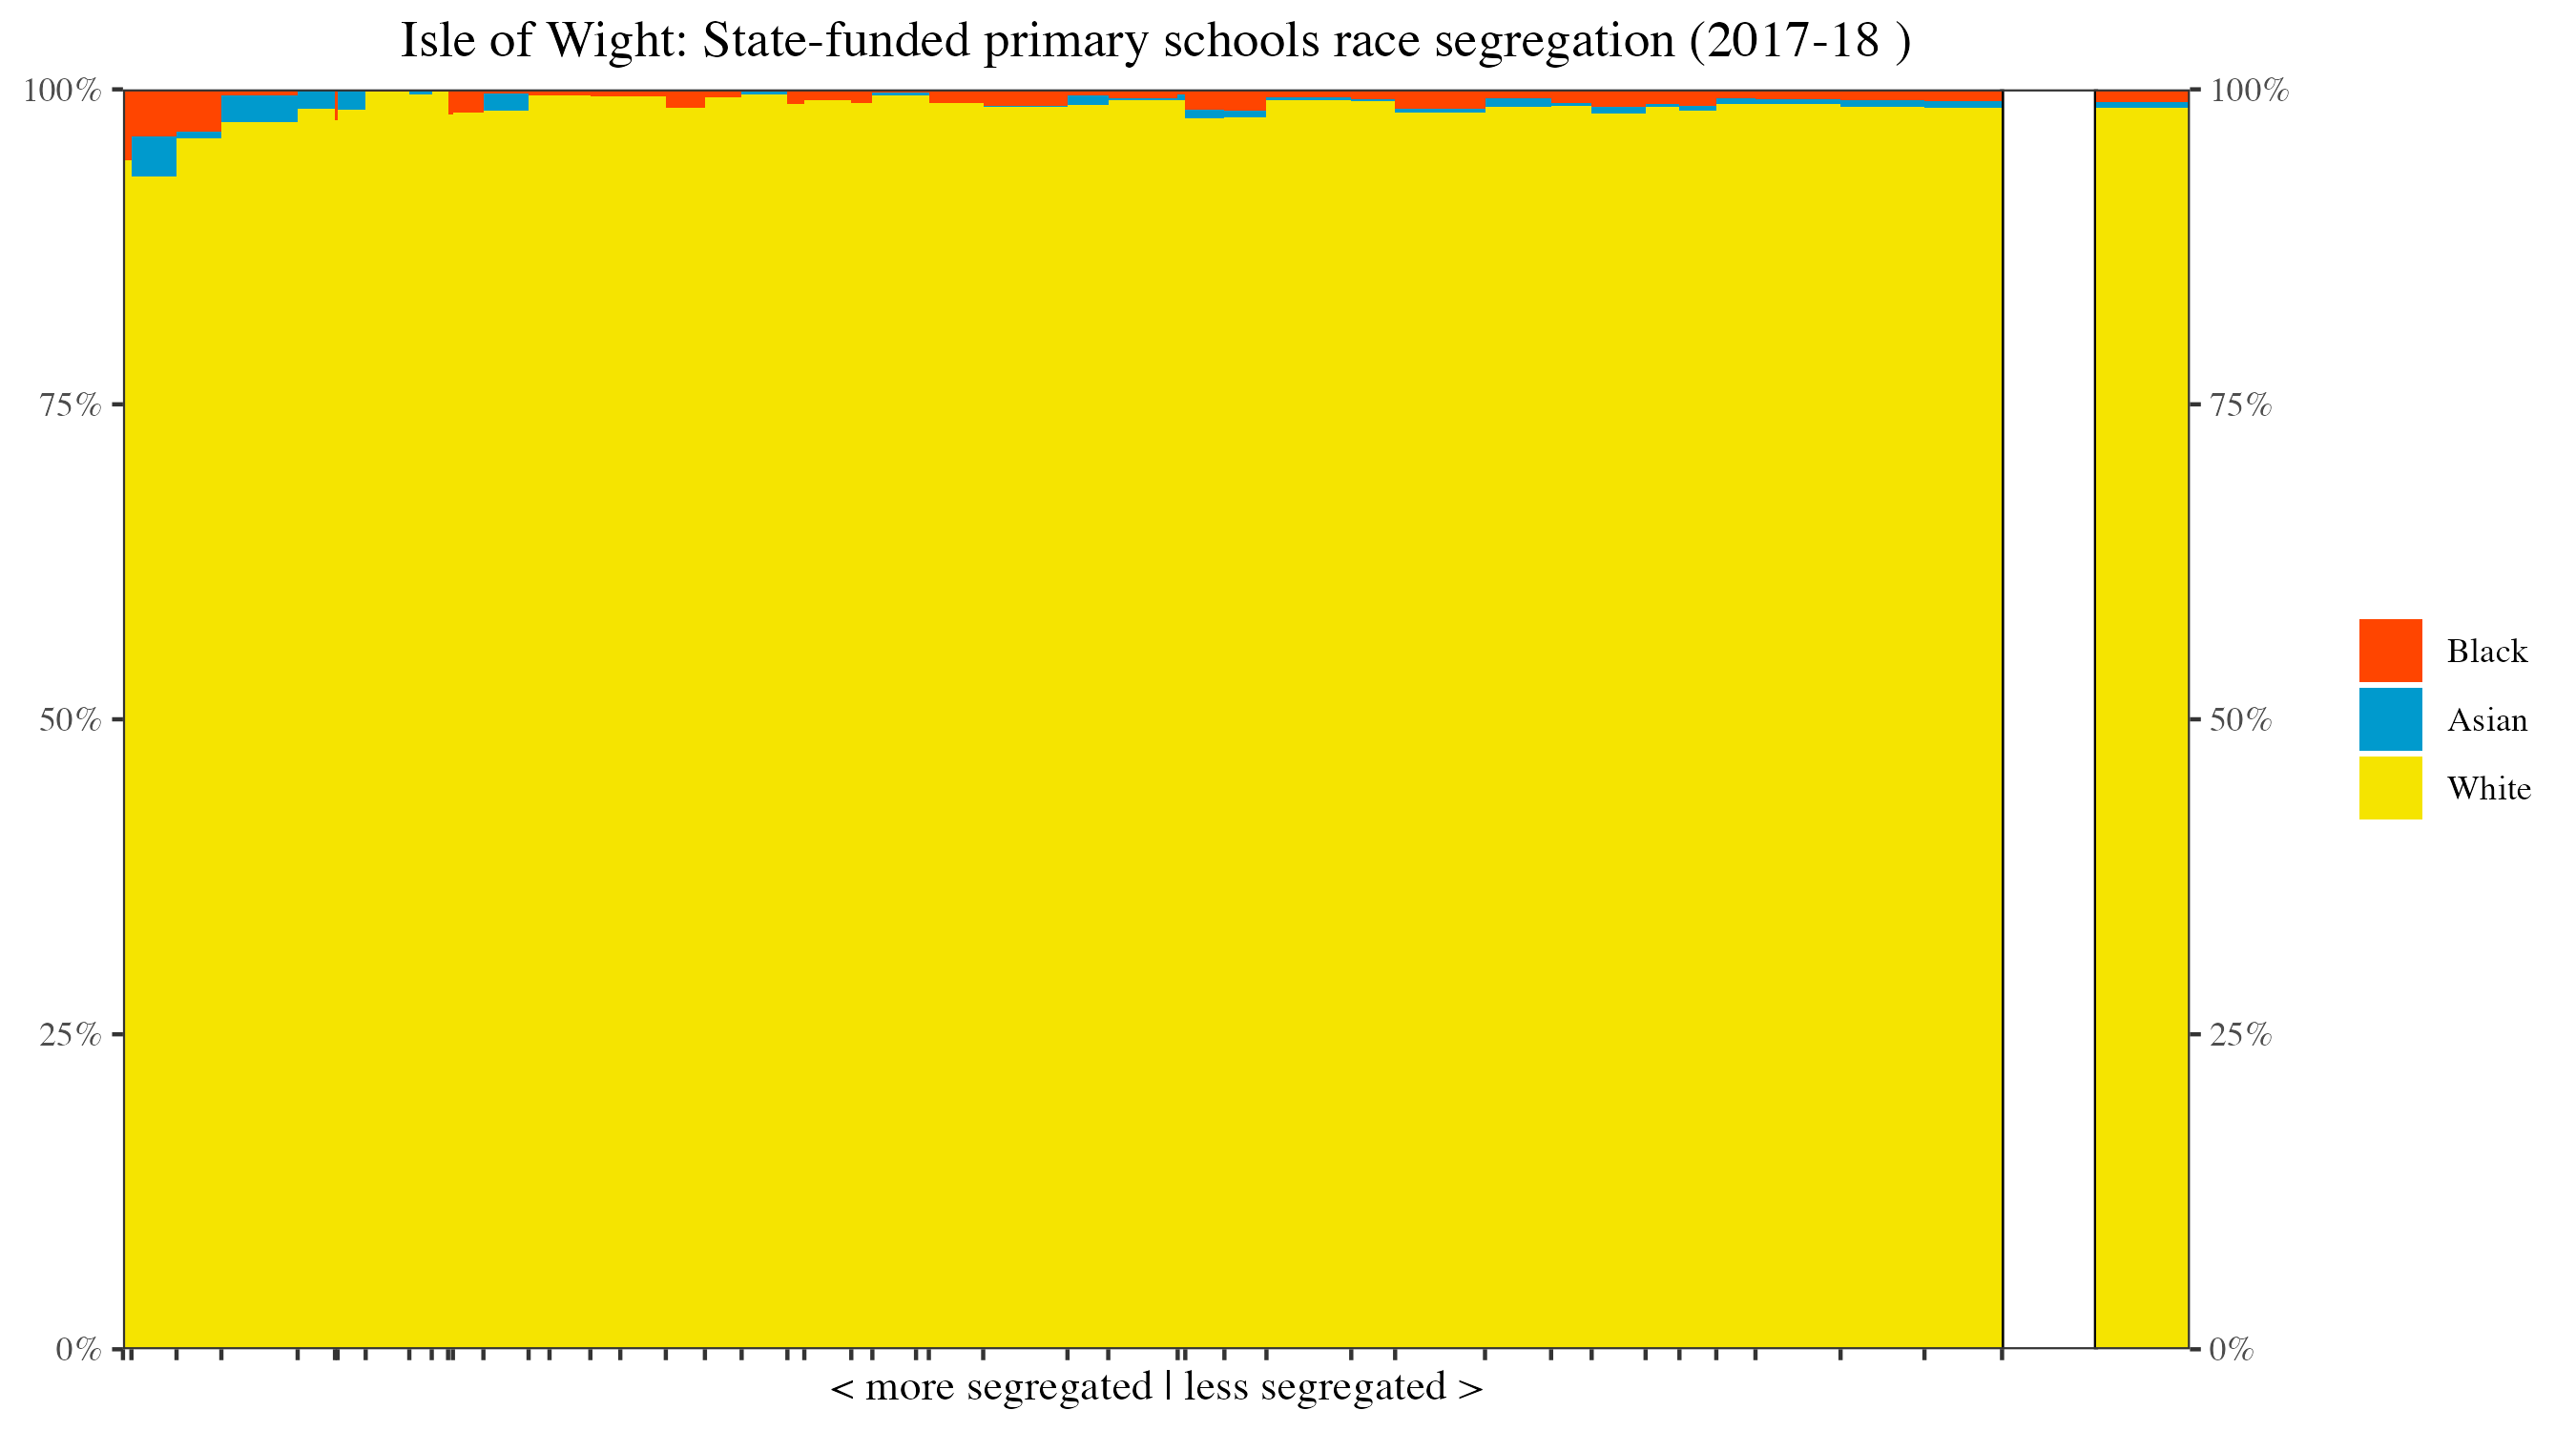 Isle of Wight: State-funded primary schools race segregation (2017-18 )
100%
75%
50%
25%
0%
100%
75%
50%
25%
0%
Black
Asian
White
< more segregated | less segregated >